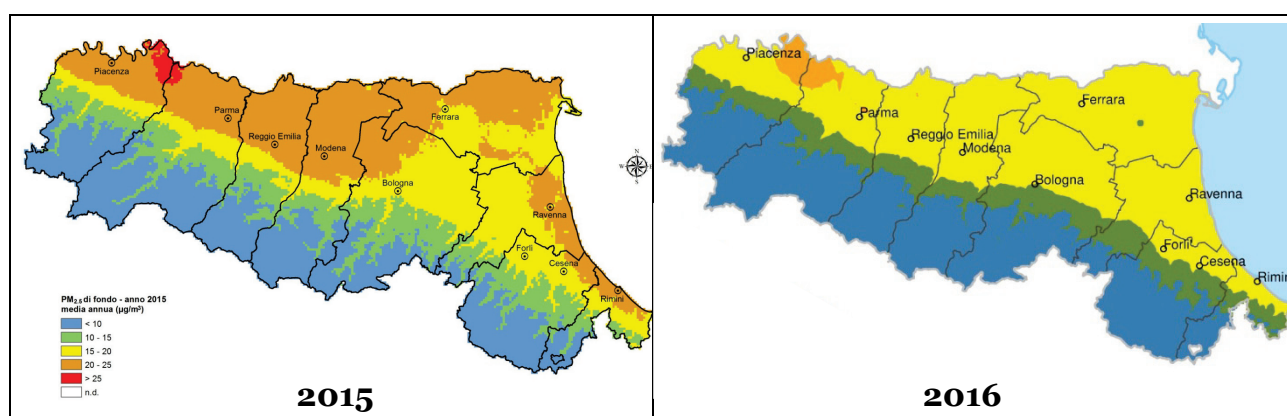 Piacenza
Parma
Reggio Emilia
Modena
Ferrara
Bologna
Ravenna
Forlì
Cesena
Rimini
N
S
PM2.5 di fondo - anno 2015
media annua (µg/m³)
< 10
10 - 15
15 - 20
20 - 25
> 25
n.d.
2015
Piacenza
Parma
Ferrara
Reggio Emilia
Modena
Bologna
Ravenna
Forlì
Cesena
Rimin
2016